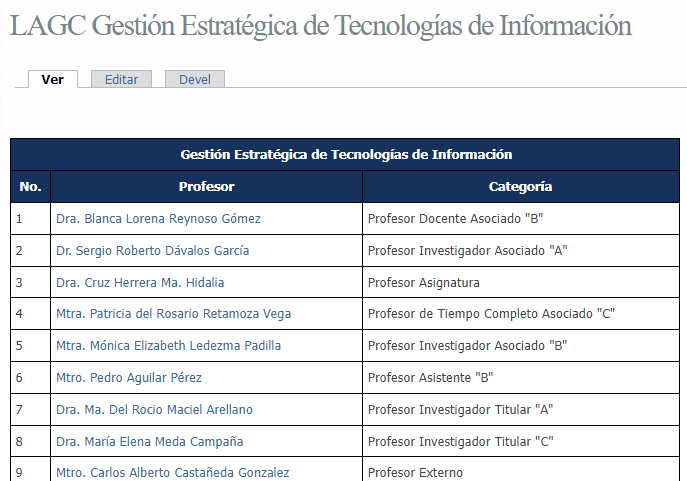 LAGC Gestión Estratégica de Tecnologías de Información
Ver Editar Devel
Gestión Estratégica de Tecnologías de Información
No. Profesor Categoría
1 Dra. Blanca Lorena Reynoso Gómez Profesor Docente Asociado "B"
2 Dr. Sergio Roberto Dávalos García Profesor Investigador Asociado "A"
3 Dra. Cruz Herrera Ma. Hidalia Profesor Asignatura
4 Mtra. Patricia del Rosario Retamoza Vega Profesor de Tiempo Completo Asociado "C"
5 Mtra. Mónica Elizabeth Ledezma Padilla Profesor Investigador Asociado "B"
6 Mtro. Pedro Aguilar Pérez Profesor Asistente "B"
7 Dra. Ma. Del Rocio Maciel Arellano Profesor Investigador Titular "A"
8 Dra. María Elena Meda Campaña Profesor Investigador Titular "C"
9 Mtro. Carlos Alberto Castañeda Gonzalez Profesor Externo